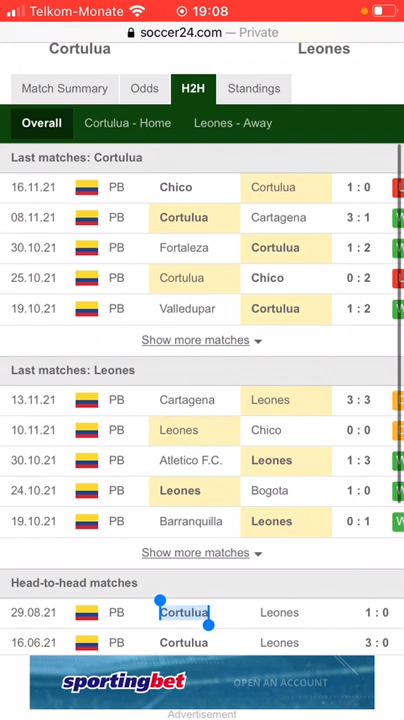 Telkom-Monate 19:08
soccer24.com — Private
Cortulua Leones
Match Summary Odds H2H Standings
Overall Cortulua - Home Leones - Away
Last matches: Cortulua
16.11.21 PB Chico Cortulua 1 : 0 L
08.11.21 PB Cortulua Cartagena 3 : 1 W
30.10.21 PB Fortaleza Cortulua 1 : 2 W
25.10.21 PB Cortulua Chico 0 : 2 L
19.10.21 PB Valledupar Cortulua 1 : 2 W
Show more matches
Last matches: Leones
13.11.21 PB Cartagena Leones 3 : 3
10.11.21 PB Leones Chico 0 : 0
30.10.21 PB Atletico F.C. Leones 1 : 3 W
24.10.21 PB Leones Bogota 1 : 0 W
19.10.21 PB Barranquilla Leones 0 : 1 W
Show more matches
Head-to-head matches
29.08.21 PB Cortulua Leones 1 : 0
16.06.21 PB Cortulua Leones 3 : 0
sportingbet OPEN AN ACCOUNT
Advertisement